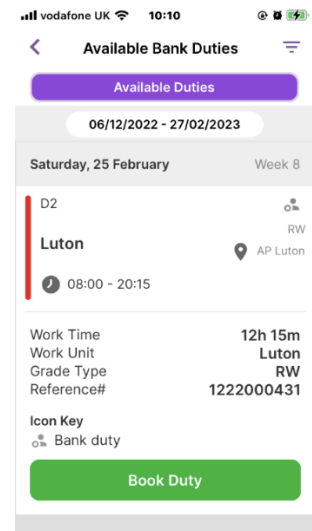 vodafone UK 10:10
Available Bank Duties
Available Duties
06/12/2022 - 27/02/2023
Saturday, 25 February Week 8
D2
RW
Luton AP Luton
08:00 - 20:15
Work Time 12h 15m
Work Unit Luton
Grade Type RW
Reference# 1222000431
Icon Key
Bank duty
Book Duty